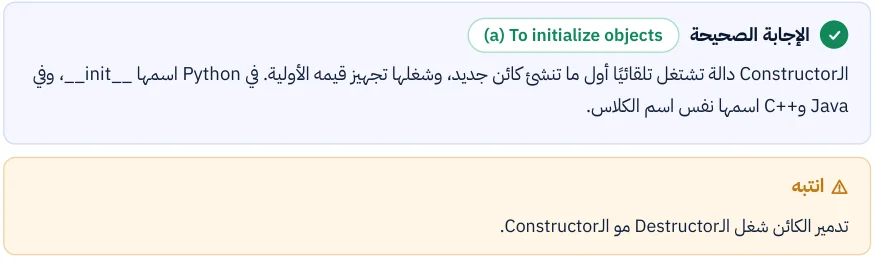 الإجابة الصحيحة (a) To initialize objects
الـConstructor دالة تشتغل تلقائيًا أول ما تنشئ كائن جديد، وشغلها تجهيز قيمه الأولية. في Python اسمها __init__، وفي
Java و++C اسمها نفس اسم الكلاس.
⚠ انتبه
تدمير الكائن شغل الـDestructor مو الـConstructor.